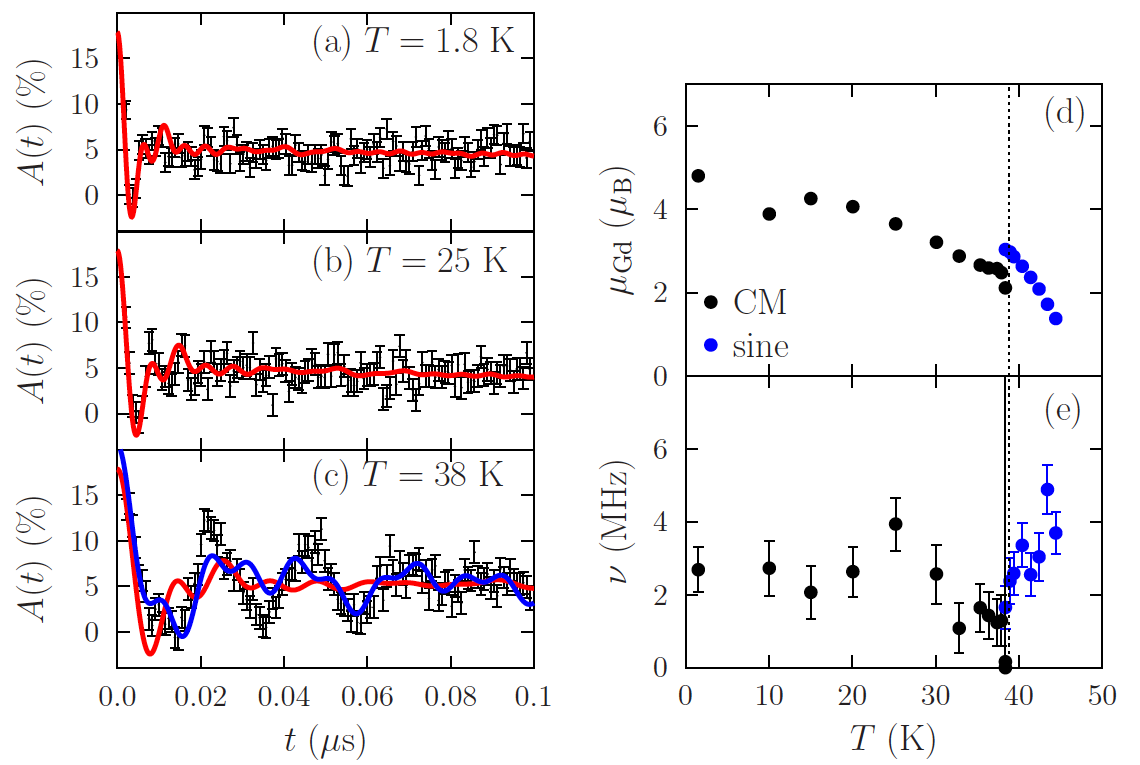 (a) T = 1.8 K
A(t) (%)
15
10
5
0
(b) T = 25 K
A(t) (%)
15
10
5
0
(c) T = 38 K
A(t) (%)
15
10
5
0
0.0 0.02 0.04 0.06 0.08 0.1
t (μs)
(d)
μGd (μB)
6
4
2
0
CM
sine
(e)
ν (MHz)
6
4
2
0
0 10 20 30 40 50
T (K)